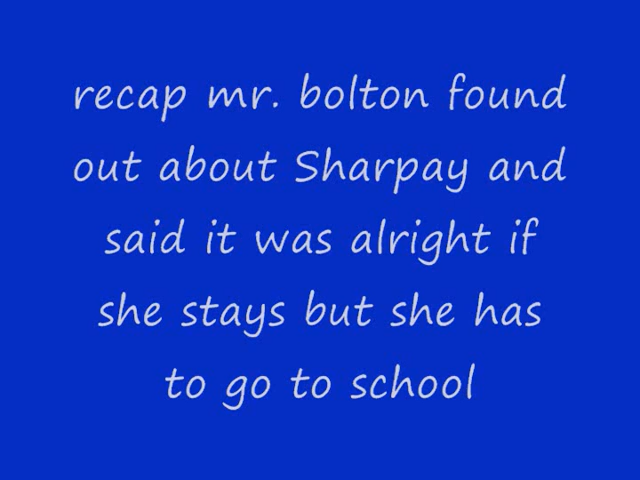 recap mr. bolton found
out about Sharpay and
said it was alright if
she stays but she has
to go to school